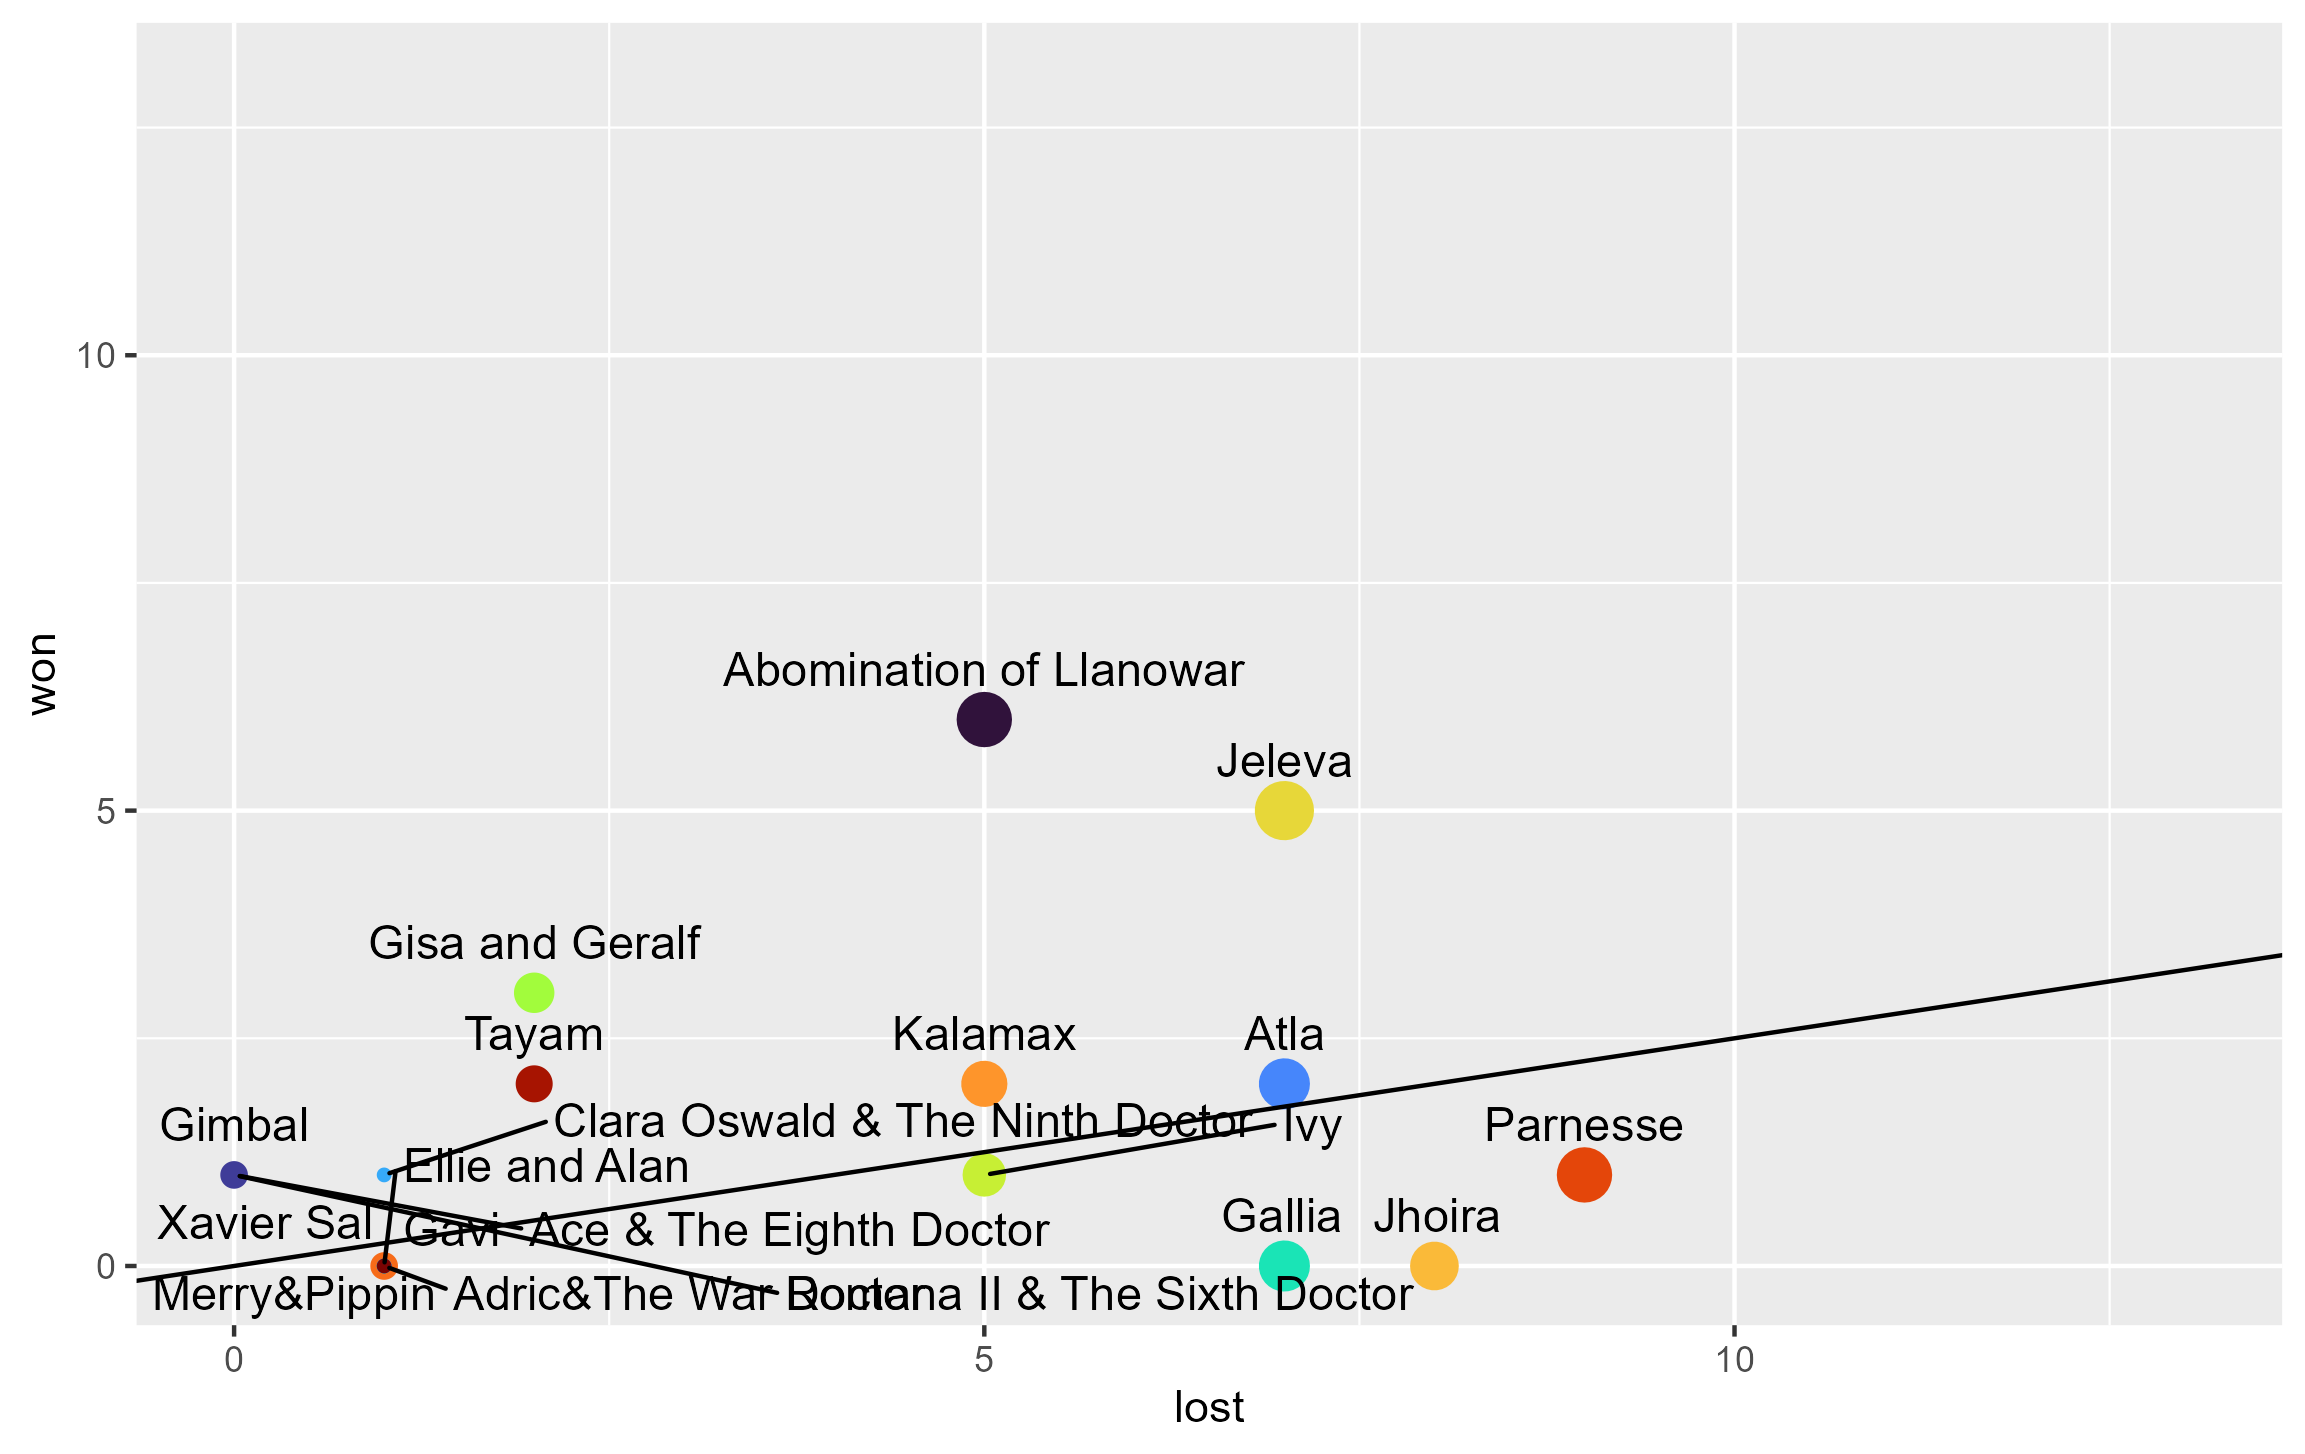 Abomination of Llanowar
Jeleva
Gisa and Geralf
Tayam
Kalamax
Atla
Gimbal
Clara Oswald & The Ninth Doctor
Ivy
Parnesse
Ellie and Alan
Xavier Sal
Gavi
Ace & The Eighth Doctor
Gallia
Jhoira
Merry&Pippin
Adric&The War Doctor
Romana II & The Sixth Doctor
10
5
0
won
0
5
10
lost